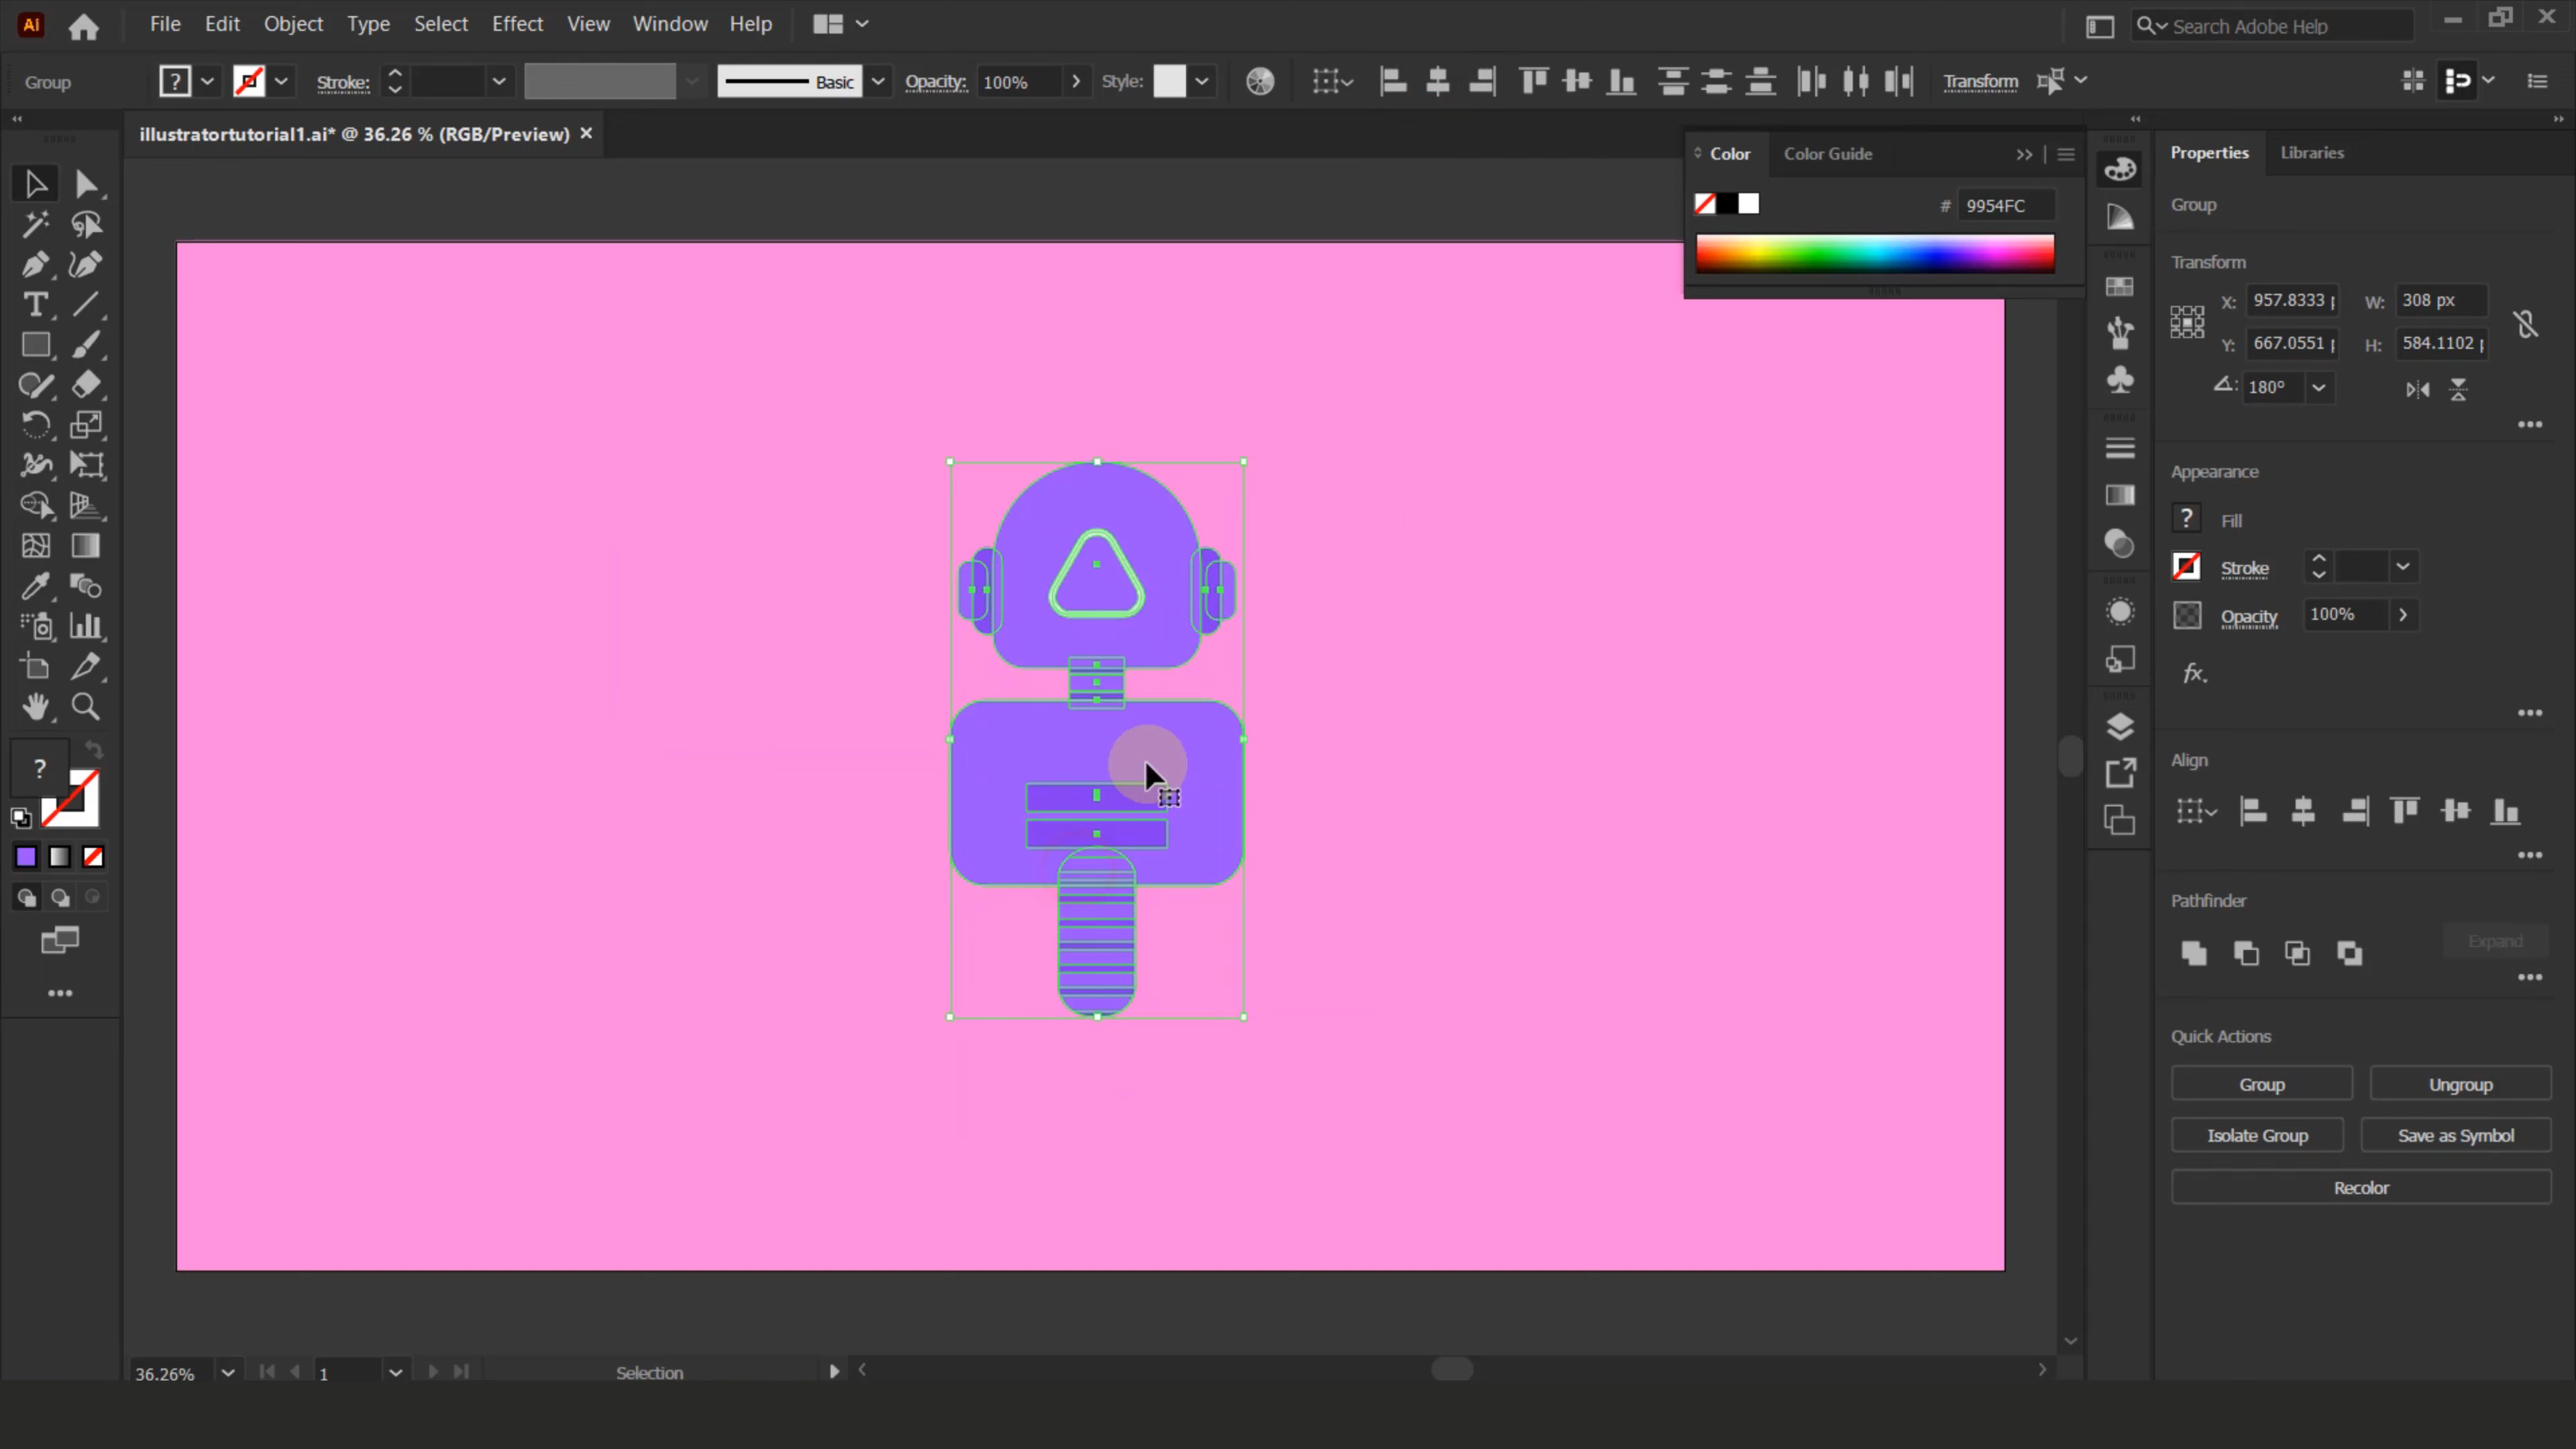 Ai File Edit Object Type Select Effect View Window Help Search Adobe Help
Group ? Stroke: Basic Opacity: 100% Style: Transform
illustratortutorial1.ai* @ 36.26 % (RGB/Preview)
Color Color Guide
# 9954FC
Properties Libraries
Group
Transform
X: 957.8333 W: 308 px
Y: 667.0551 H: 584.1102
180°
Appearance
? Fill
Stroke
Opacity 100%
fx.
Align
Pathfinder
Expand
Quick Actions
Group Ungroup
Isolate Group Save as Symbol
Recolor
T
?
36.26% 1 Selection